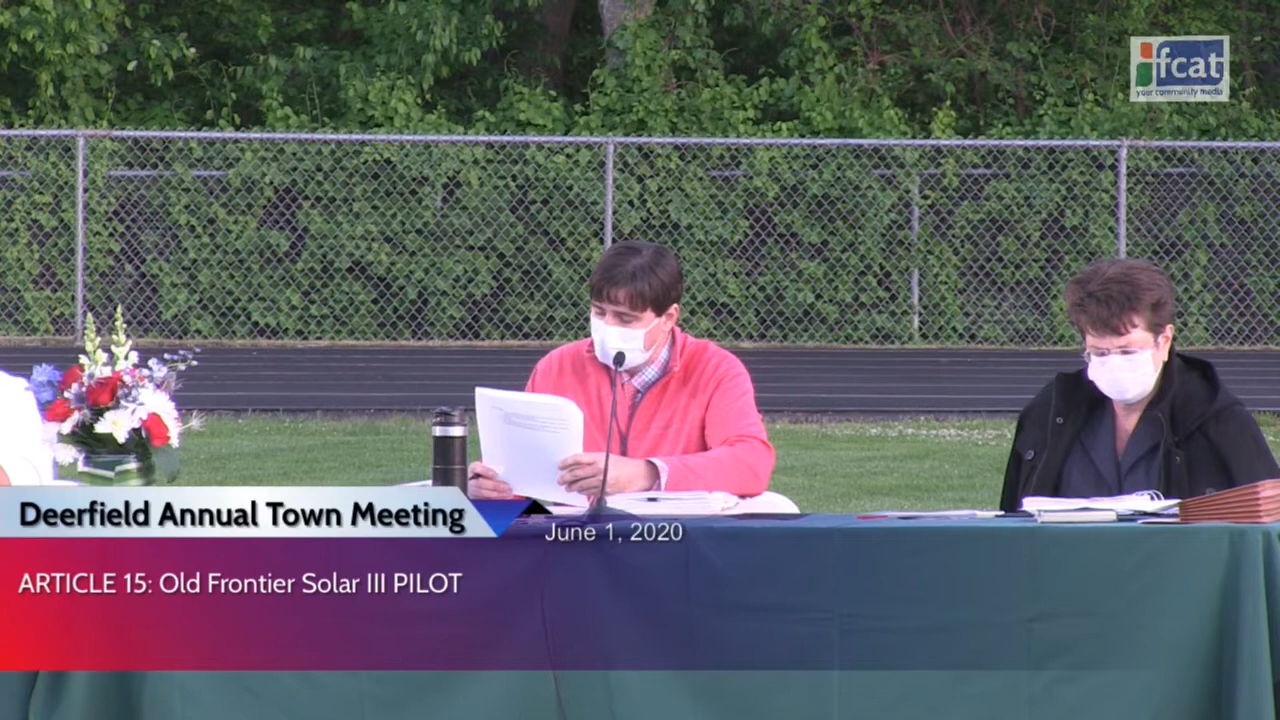 fcat
your community media
Deerfield Annual Town Meeting
June 1, 2020
ARTICLE 15: Old Frontier Solar III PILOT